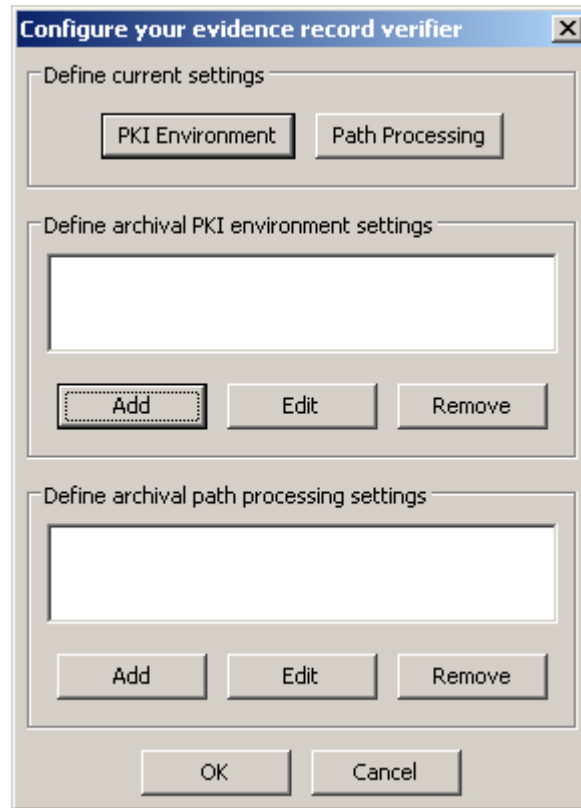 Configure your evidence record verifier
Define current settings
PKI Environment Path Processing
Define archival PKI environment settings
Add Edit Remove
Define archival path processing settings
Add Edit Remove
OK Cancel